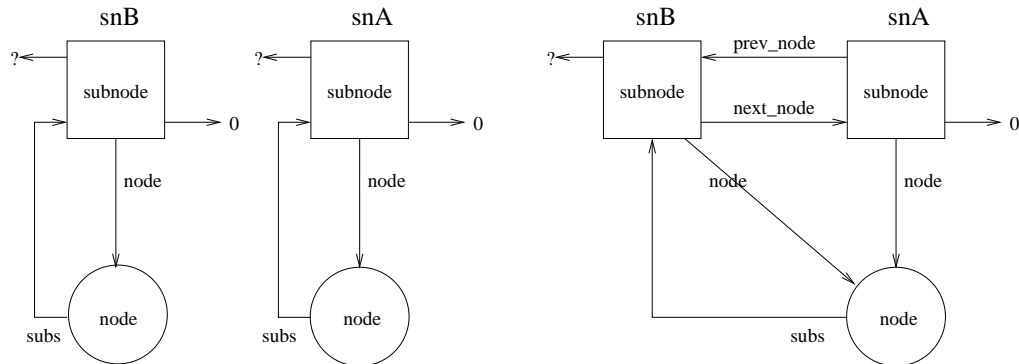 snB snA snB snA
? ? ? prev_node
subnode subnode subnode subnode
next_node
0 0 0
node node node node
node node node
subs subs subs